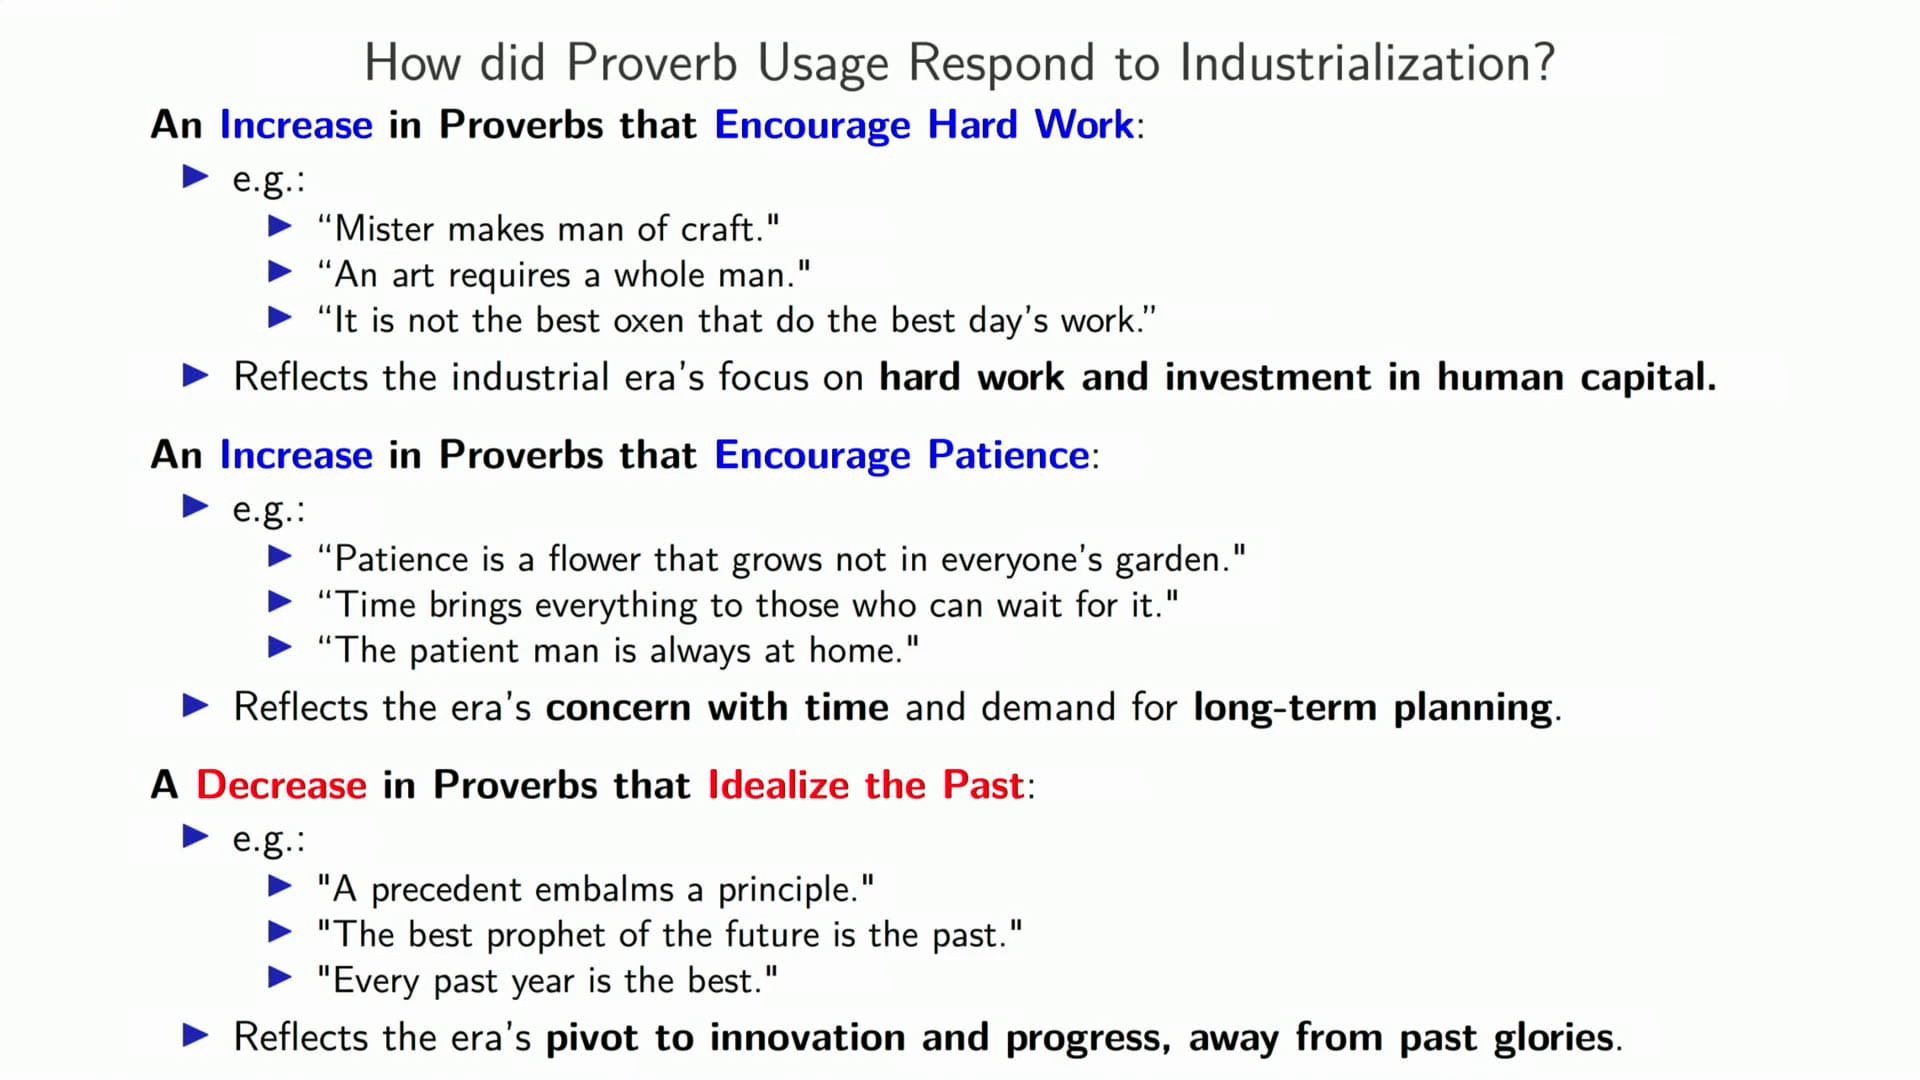 How did Proverb Usage Respond to Industrialization?
An Increase in Proverbs that Encourage Hard Work:
▶ e.g.:
▶ “Mister makes man of craft."
▶ “An art requires a whole man."
▶ “It is not the best oxen that do the best day’s work.”
▶ Reflects the industrial era’s focus on hard work and investment in human capital.
An Increase in Proverbs that Encourage Patience:
▶ e.g.:
▶ “Patience is a flower that grows not in everyone’s garden."
▶ “Time brings everything to those who can wait for it."
▶ “The patient man is always at home."
▶ Reflects the era’s concern with time and demand for long-term planning.
A Decrease in Proverbs that Idealize the Past:
▶ e.g.:
▶ "A precedent embalms a principle."
▶ "The best prophet of the future is the past."
▶ "Every past year is the best."
▶ Reflects the era’s pivot to innovation and progress, away from past glories.